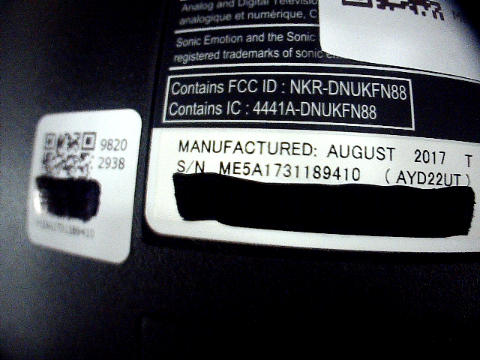 Analog and Digital Televisio
analogique et numérique, C
Sonic Emotion and the Sonic
registered trademarks of sonic
Contains FCC ID : NKR-DNUKFN88
Contains IC : 4441A-DNUKFN88
MANUFACTURED: AUGUST 2017 T
S/N ME5A1731189410 (AYD22UT)
9820
2938